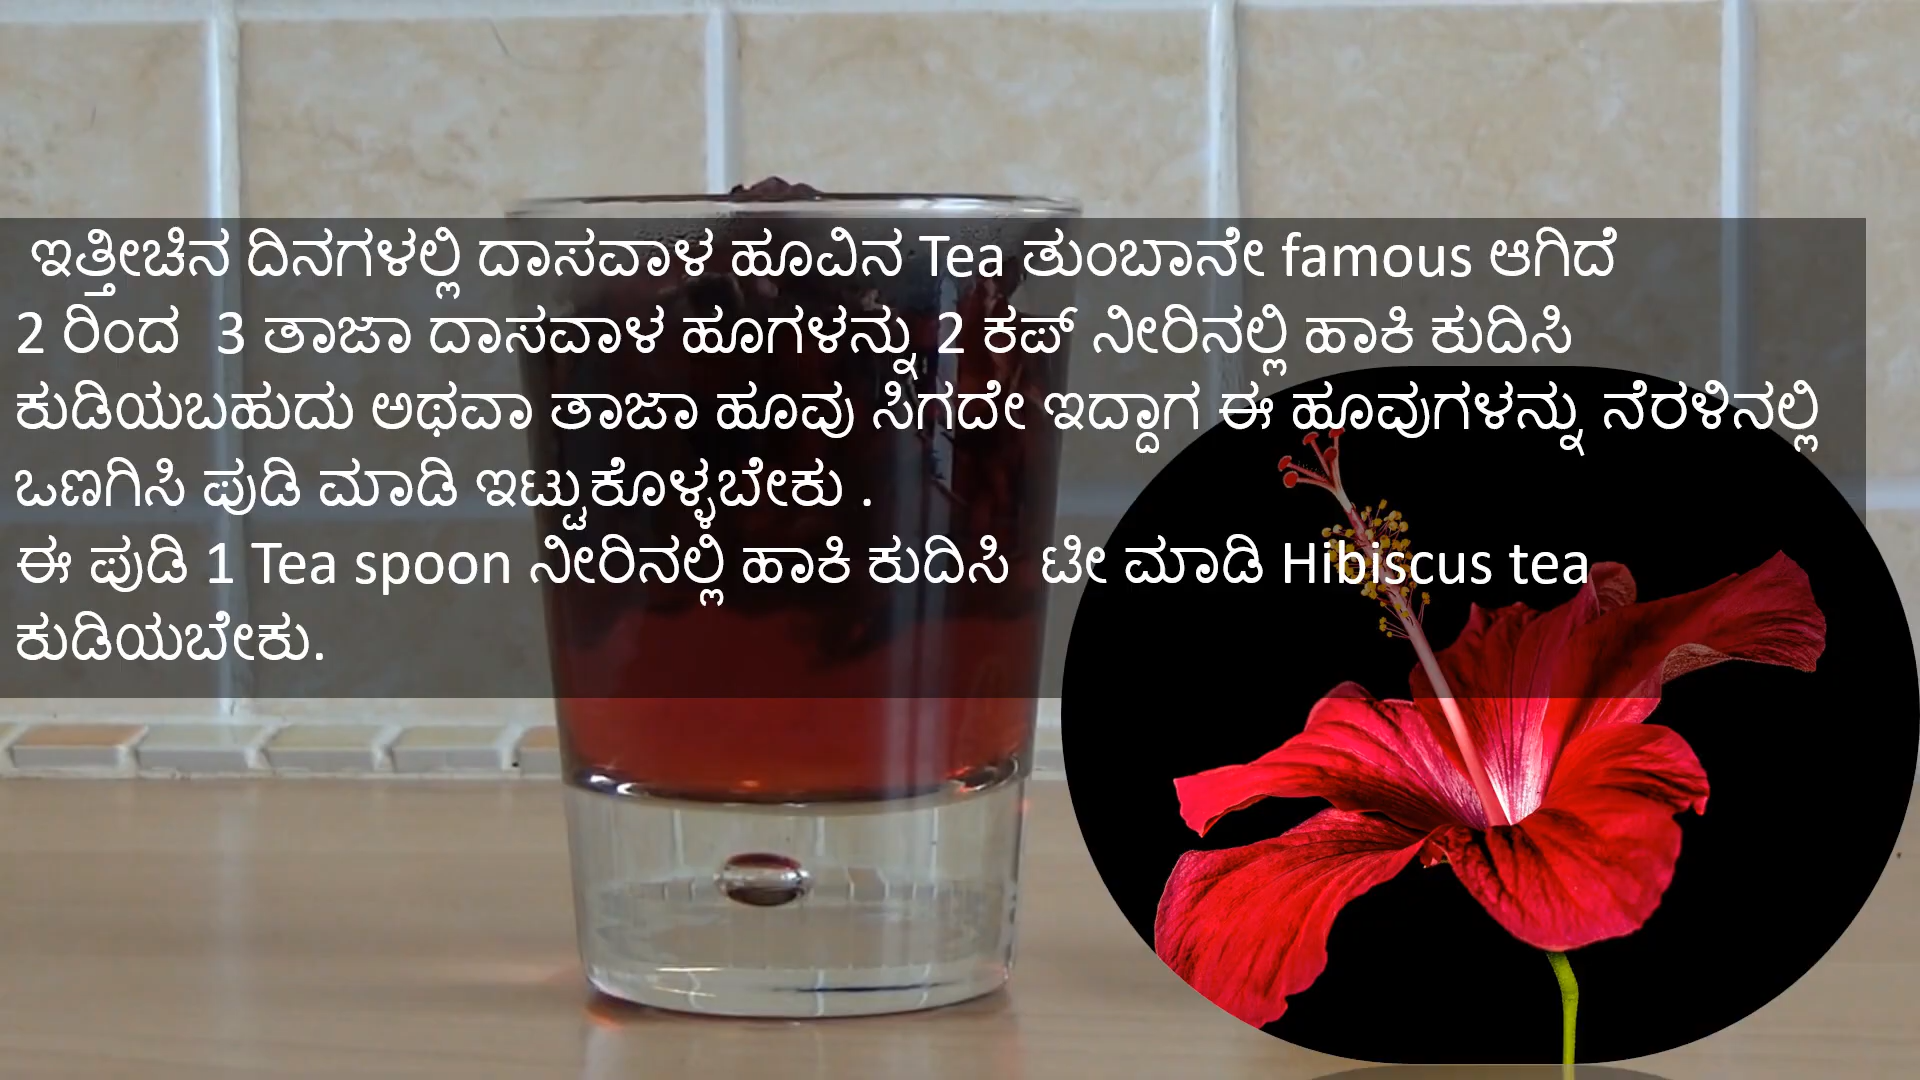 ಇತ್ತೀಚಿನ ದಿನಗಳಲ್ಲಿ ದಾಸವಾಳ ಹೂವಿನ Tea ತುಂಬಾನೇ famous ಆಗಿದೆ
2 ರಿಂದ 3 ತಾಜಾ ದಾಸವಾಳ ಹೂಗಳನ್ನು 2 ಕಪ್ ನೀರಿನಲ್ಲಿ ಹಾಕಿ ಕುದಿಸಿ
ಕುಡಿಯಬಹುದು ಅಥವಾ ತಾಜಾ ಹೂವು ಸಿಗದೇ ಇದ್ದಾಗ ಈ ಹೂವುಗಳನ್ನು ನೆರಳಿನಲ್ಲಿ
ಒಣಗಿಸಿ ಪುಡಿ ಮಾಡಿ ಇಟ್ಟುಕೊಳ್ಳಬೇಕು .
ಈ ಪುಡಿ 1 Tea spoon ನೀರಿನಲ್ಲಿ ಹಾಕಿ ಕುದಿಸಿ ಟೀ ಮಾಡಿ Hibiscus tea
ಕುಡಿಯಬೇಕು.